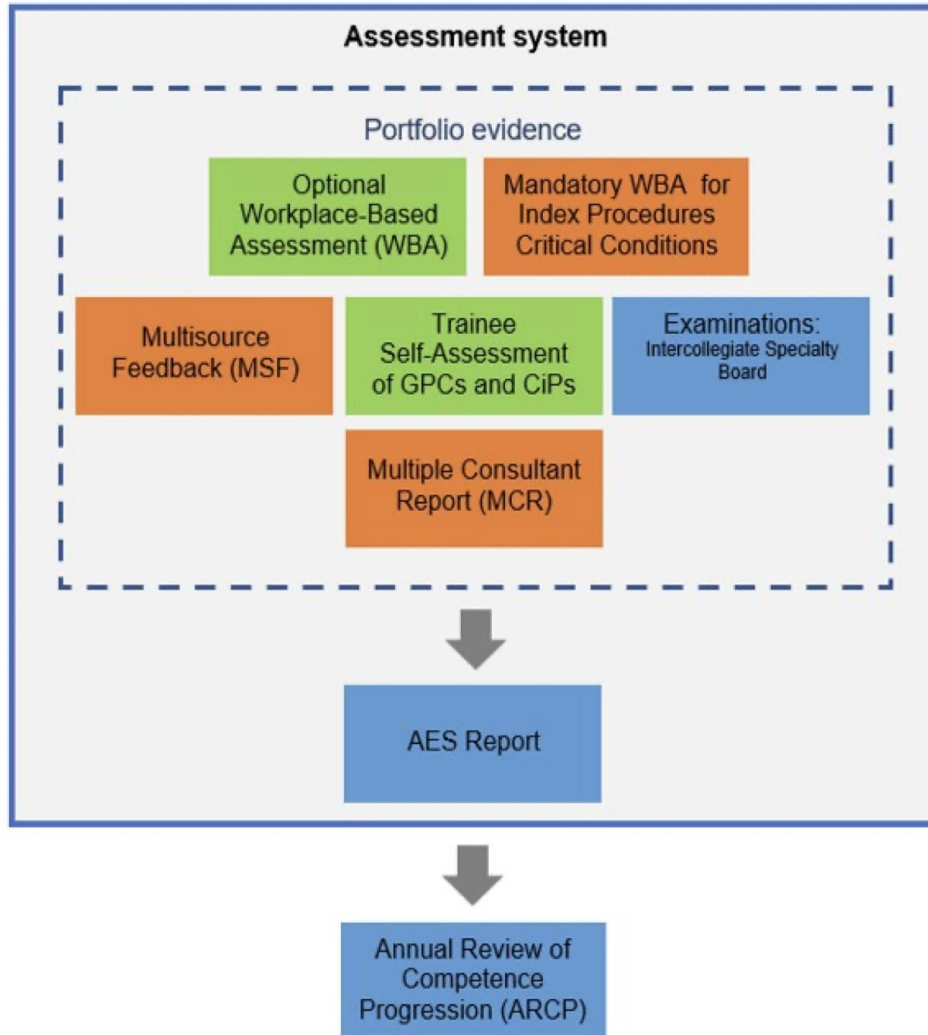 Assessment system
Portfolio evidence
Optional
Workplace-Based
Assessment (WBA)
Mandatory WBA for
Index Procedures
Critical Conditions
Multisource
Feedback (MSF)
Trainee
Self-Assessment
of GPCs and CiPs
Examinations:
Intercollegiate Specialty
Board
Multiple Consultant
Report (MCR)
AES Report
Annual Review of
Competence
Progression (ARCP)